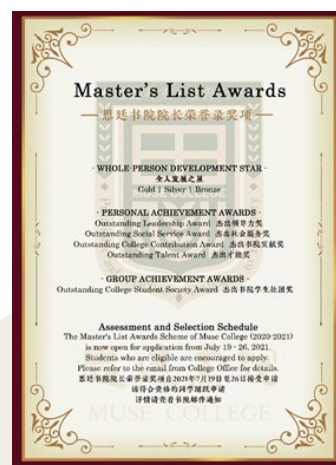 Master's List Awards
— 思廷书院院长荣誉录奖项 —
- WHOLE-PERSON DEVELOPMENT STAR -
全人发展之星
Gold | Silver | Bronze
- PERSONAL ACHIEVEMENT AWARDS -
Outstanding Leadership Award 杰出领导力奖
Outstanding Social Service Award 杰出社会服务奖
Outstanding College Contribution Award 杰出书院贡献奖
Outstanding Talent Award 杰出才能奖
- GROUP ACHIEVEMENT AWARDS -
Outstanding College Student Society Award 杰出书院学生社团奖
Assessment and Selection Schedule
The Master's List Awards Scheme of Muse College (2020-2021)
is now open for application from July 19 - 26, 2021.
Students who are eligible are encouraged to apply.
Please refer to the email from College Office for details.
思廷书院院长荣誉录奖项自2021年7月19日至26日接受申请
请符合资格的同学踊跃申请
详情请查看书院邮件通知
MUSE COLLEGE